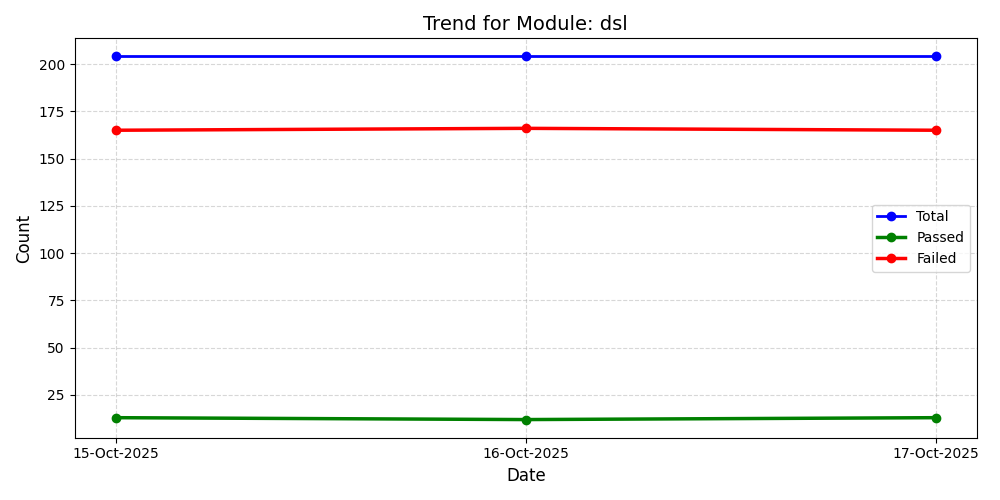 Trend for Module: dsl
200
175
150
125
100
75
50
25
Count
Total
Passed
Failed
15-Oct-2025
16-Oct-2025
17-Oct-2025
Date